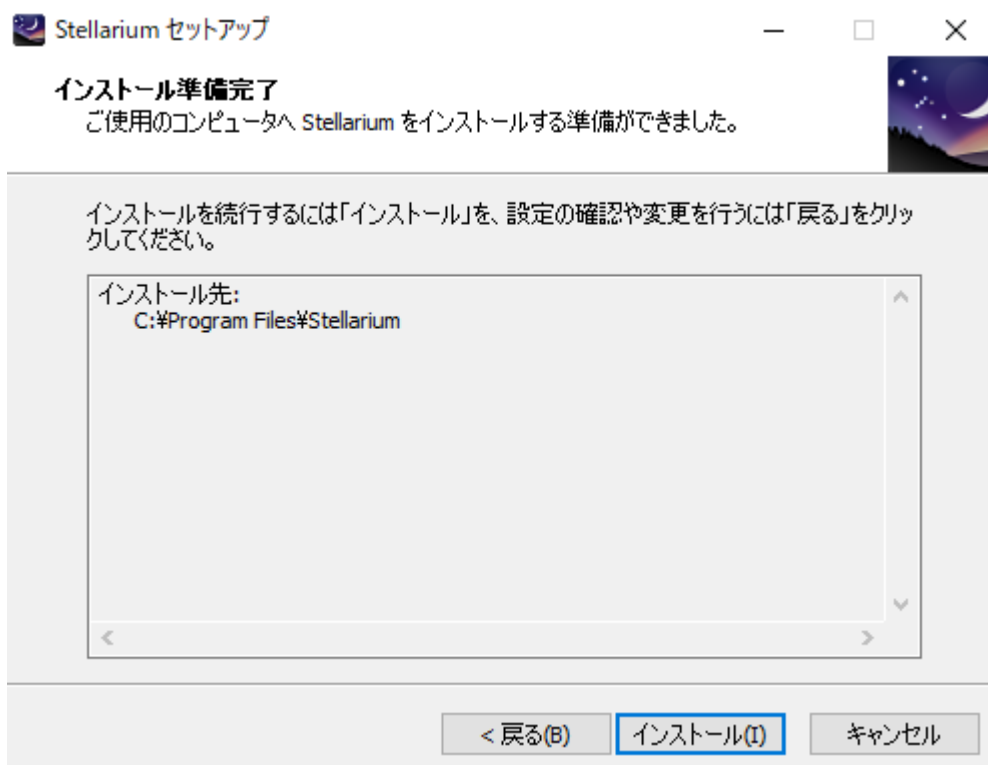 Stellarium セットアップ
インストール準備完了
ご使用のコンピュータへ Stellarium をインストールする準備ができました。
インストールを続行するには「インストール」を、設定の確認や変更を行うには「戻る」をクリッ
クしてください。
インストール先:
C:¥Program Files¥Stellarium
< 戻る(B)
インストール(I)
キャンセル